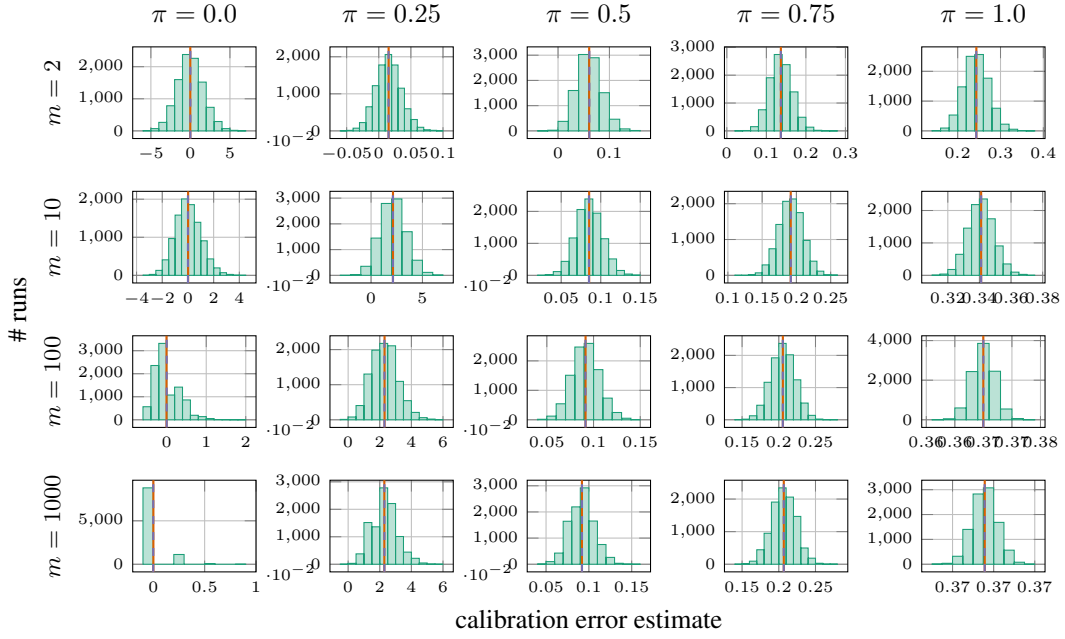 π = 0.0 π = 0.25 π = 0.5 π = 0.75 π = 1.0
m = 2
2,000 2,000 3,000 3,000 2,000
1,000 1,000 2,000 2,000 1,000
1,000 1,000
0 0 0 0 0
−5 0 5 ·10⁻² −0.05 0 0.05 0.1 0 0.1 0 0.1 0.2 0.3 0.2 0.3 0.4
m = 10
2,000 3,000 2,000 2,000 2,000
1,000 2,000 1,000 1,000 1,000
1,000
0 0 0 0 0
−4 −2 0 2 4 ·10⁻² 0 5 ·10⁻² 0.05 0.1 0.15 0.1 0.15 0.2 0.25 0.32 0.34 0.36 0.38
# runs
m = 100
3,000 3,000 3,000 4,000
2,000 2,000 2,000 2,000 2,000
1,000 1,000 1,000 1,000
0 0 0 0 0
0 1 2 ·10⁻² 0 2 4 6 ·10⁻² 0.05 0.1 0.15 0.15 0.2 0.25 0.36 0.36 0.37 0.37 0.38
m = 1000
5,000 3,000 3,000 2,000 3,000
2,000 2,000 1,000 2,000
1,000 1,000 1,000
0 0 0 0 0
0 1 ·10⁻² 0 2 4 6 ·10⁻² 0.05 0.1 0.15 0.15 0.2 0.25 0.37 0.37 0.37
calibration error estimate